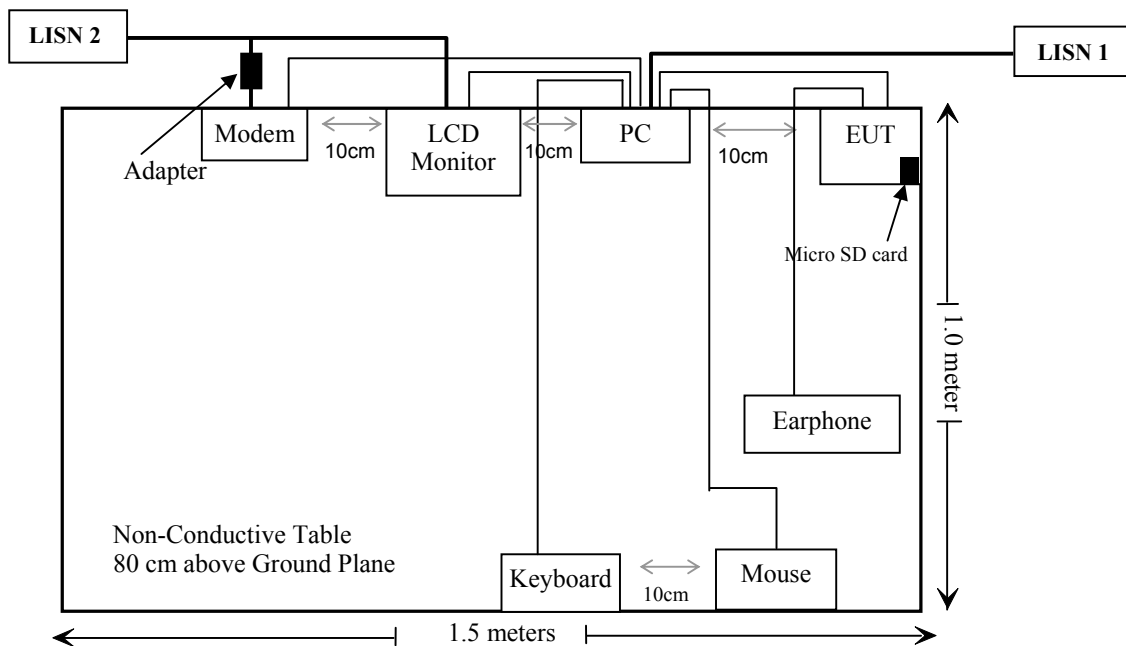 LISN 2
LISN 1
Modem
LCD
Monitor
PC
EUT
10cm
10cm
10cm
Adapter
Micro SD card
1.0 meter
Earphone
Non-Conductive Table
80 cm above Ground Plane
Keyboard
Mouse
10cm
1.5 meters